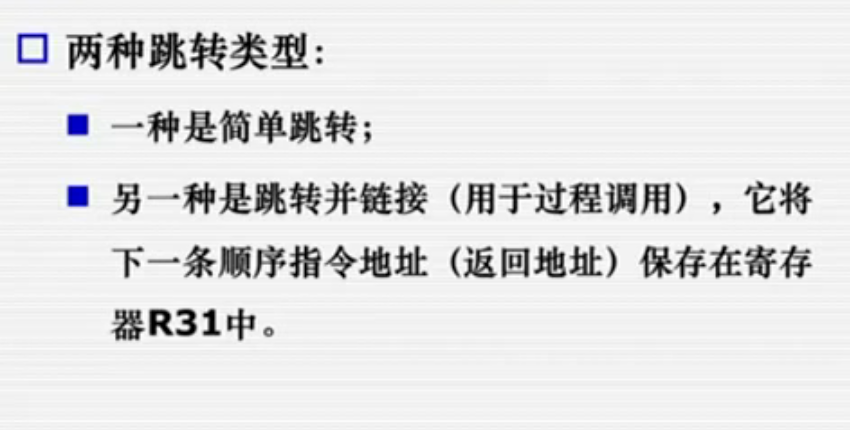 两种跳转类型：
一种是简单跳转；
另一种是跳转并链接（用于过程调用），它将
下一条顺序指令地址（返回地址）保存在寄存
器R31中。